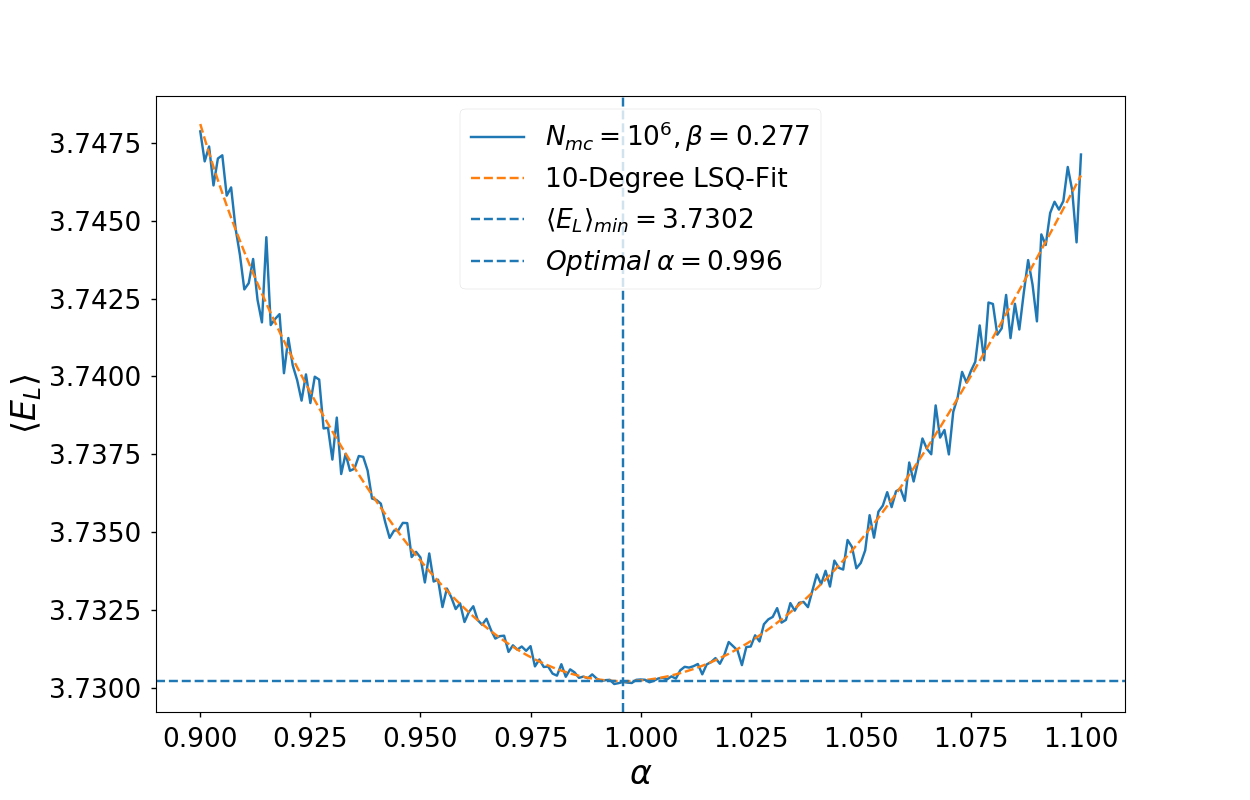 3.7475
3.7450
3.7425
3.7400
3.7375
3.7350
3.7325
3.7300
⟨E_L⟩
N_{mc} = 10^6, β = 0.277
10-Degree LSQ-Fit
⟨E_L⟩_{min} = 3.7302
Optimal α = 0.996
0.900 0.925 0.950 0.975 1.000 1.025 1.050 1.075 1.100
α